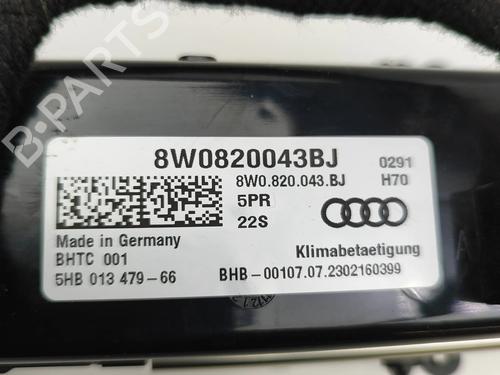 B-PARTS
8W0820043BJ
0291
8W0.820.043.BJ H70
5PR
22S
Made in Germany
BHTC 001
Klimabetaetigung
5HB 013 479-66
BHB-00107.07.2302160399